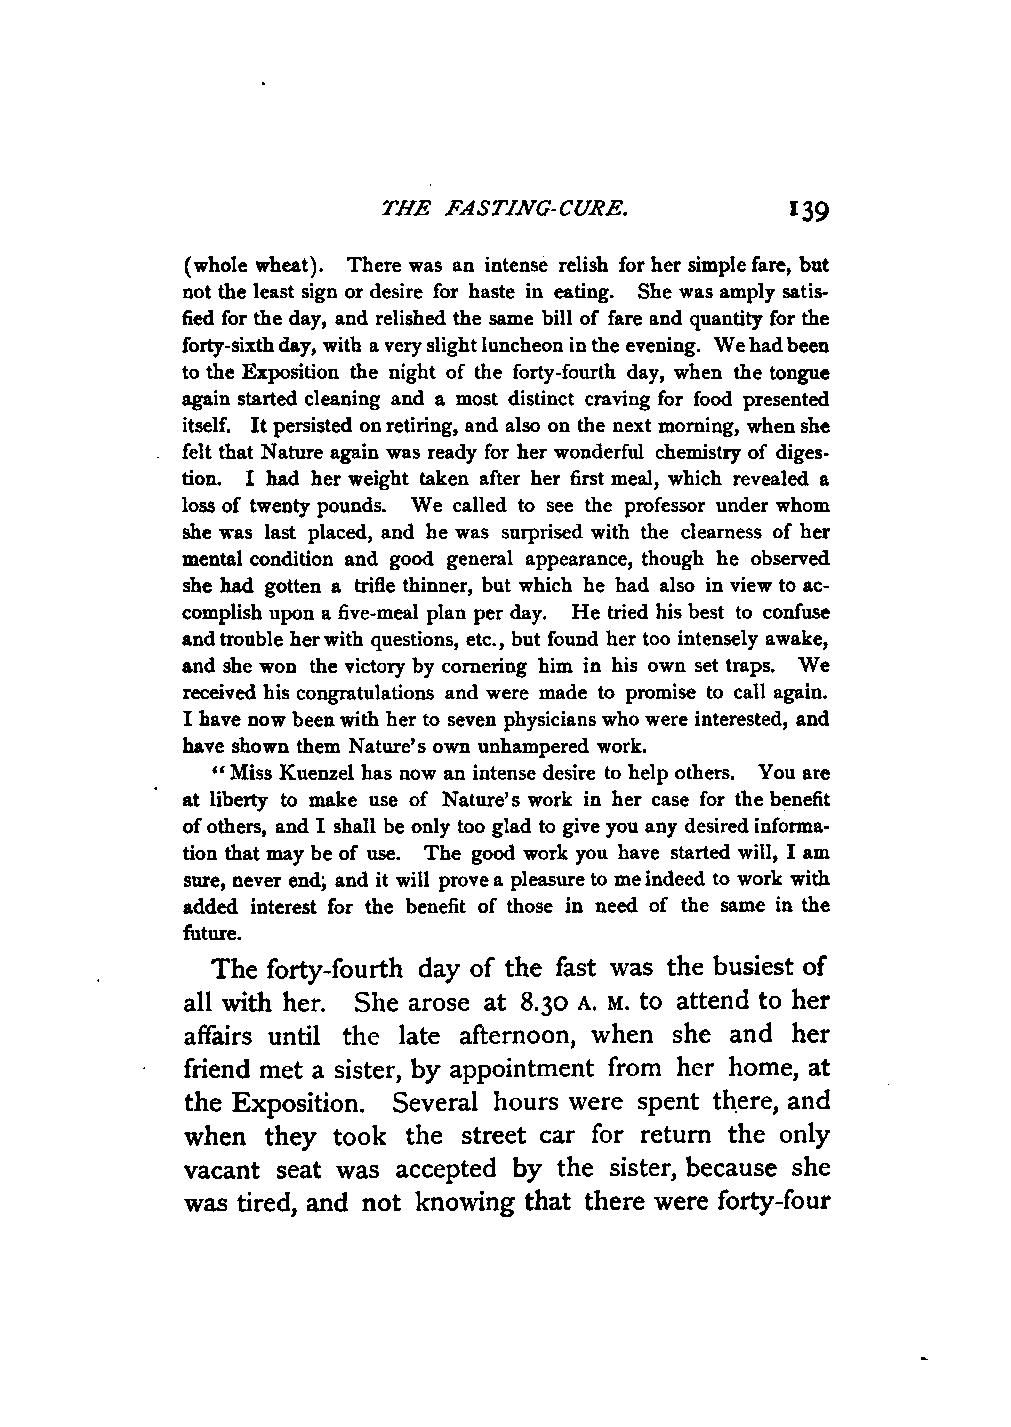 THE FASTING-CURE. 139
(whole wheat). There was an intense relish for her simple fare, but
not the least sign or desire for haste in eating. She was amply satis-
fied for the day, and relished the same bill of fare and quantity for the
forty-sixth day, with a very slight luncheon in the evening. We had been
to the Exposition the night of the forty-fourth day, when the tongue
again started cleaning and a most distinct craving for food presented
itself. It persisted on retiring, and also on the next morning, when she
felt that Nature again was ready for her wonderful chemistry of diges-
tion. I had her weight taken after her first meal, which revealed a
loss of twenty pounds. We called to see the professor under whom
she was last placed, and he was surprised with the clearness of her
mental condition and good general appearance, though he observed
she had gotten a trifle thinner, but which he had also in view to ac-
complish upon a five-meal plan per day. He tried his best to confuse
and trouble her with questions, etc., but found her too intensely awake,
and she won the victory by cornering him in his own set traps. We
received his congratulations and were made to promise to call again.
I have now been with her to seven physicians who were interested, and
have shown them Nature's own unhampered work.
"Miss Kuenzel has now an intense desire to help others. You are
at liberty to make use of Nature's work in her case for the benefit
of others, and I shall be only too glad to give you any desired informa-
tion that may be of use. The good work you have started will, I am
sure, never end; and it will prove a pleasure to me indeed to work with
added interest for the benefit of those in need of the same in the
future.
The forty-fourth day of the fast was the busiest of
all with her. She arose at 8.30 A. M. to attend to her
affairs until the late afternoon, when she and her
friend met a sister, by appointment from her home, at
the Exposition. Several hours were spent there, and
when they took the street car for return the only
vacant seat was accepted by the sister, because she
was tired, and not knowing that there were forty-four